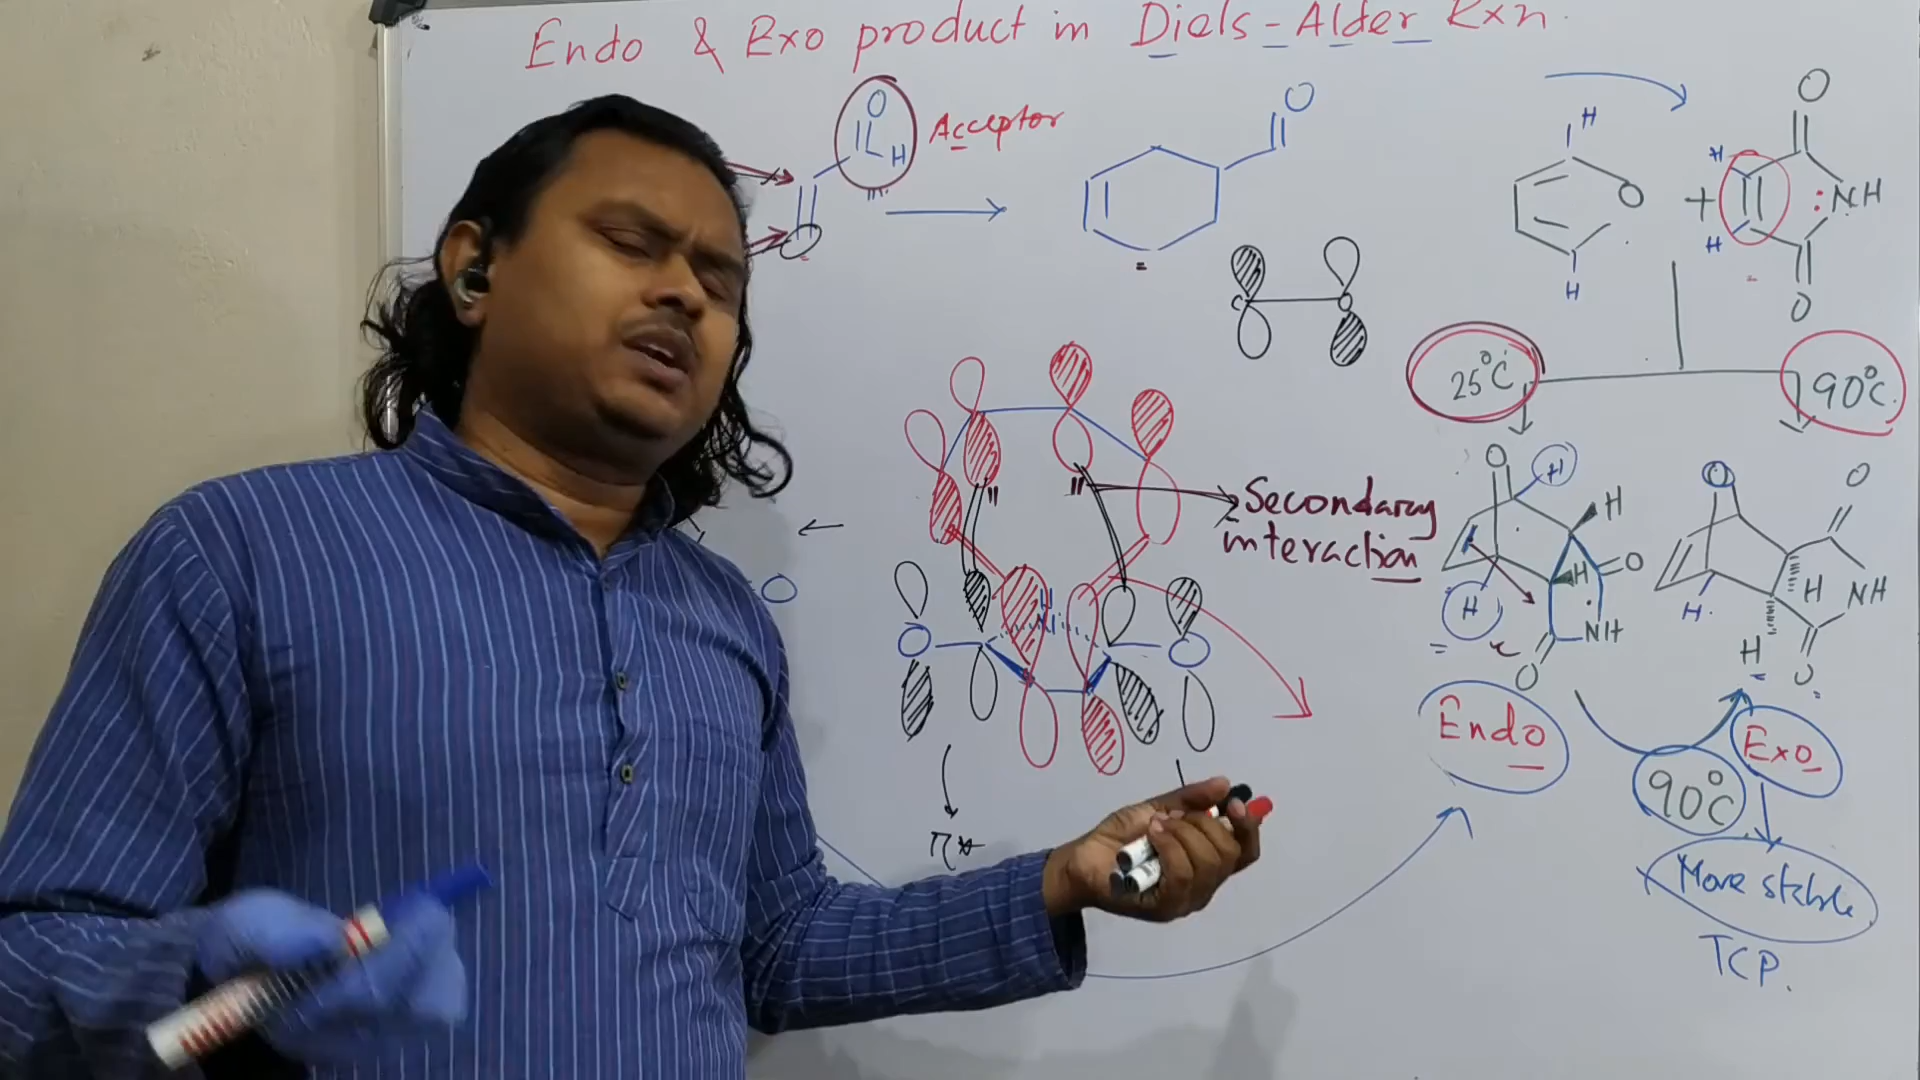 Endo & Exo product in Diels-Alder Rxn.
O
H
Acceptor
O
H
O
H
O
+
H
H
NH
O
C
O
25°C
90°C.
Secondary
interaction
O
O
O
H
H
H
H
O
NH
O
O
O
H
H
H
NH
O
Endo
Exo
90°C
π*
More stable
TCP.